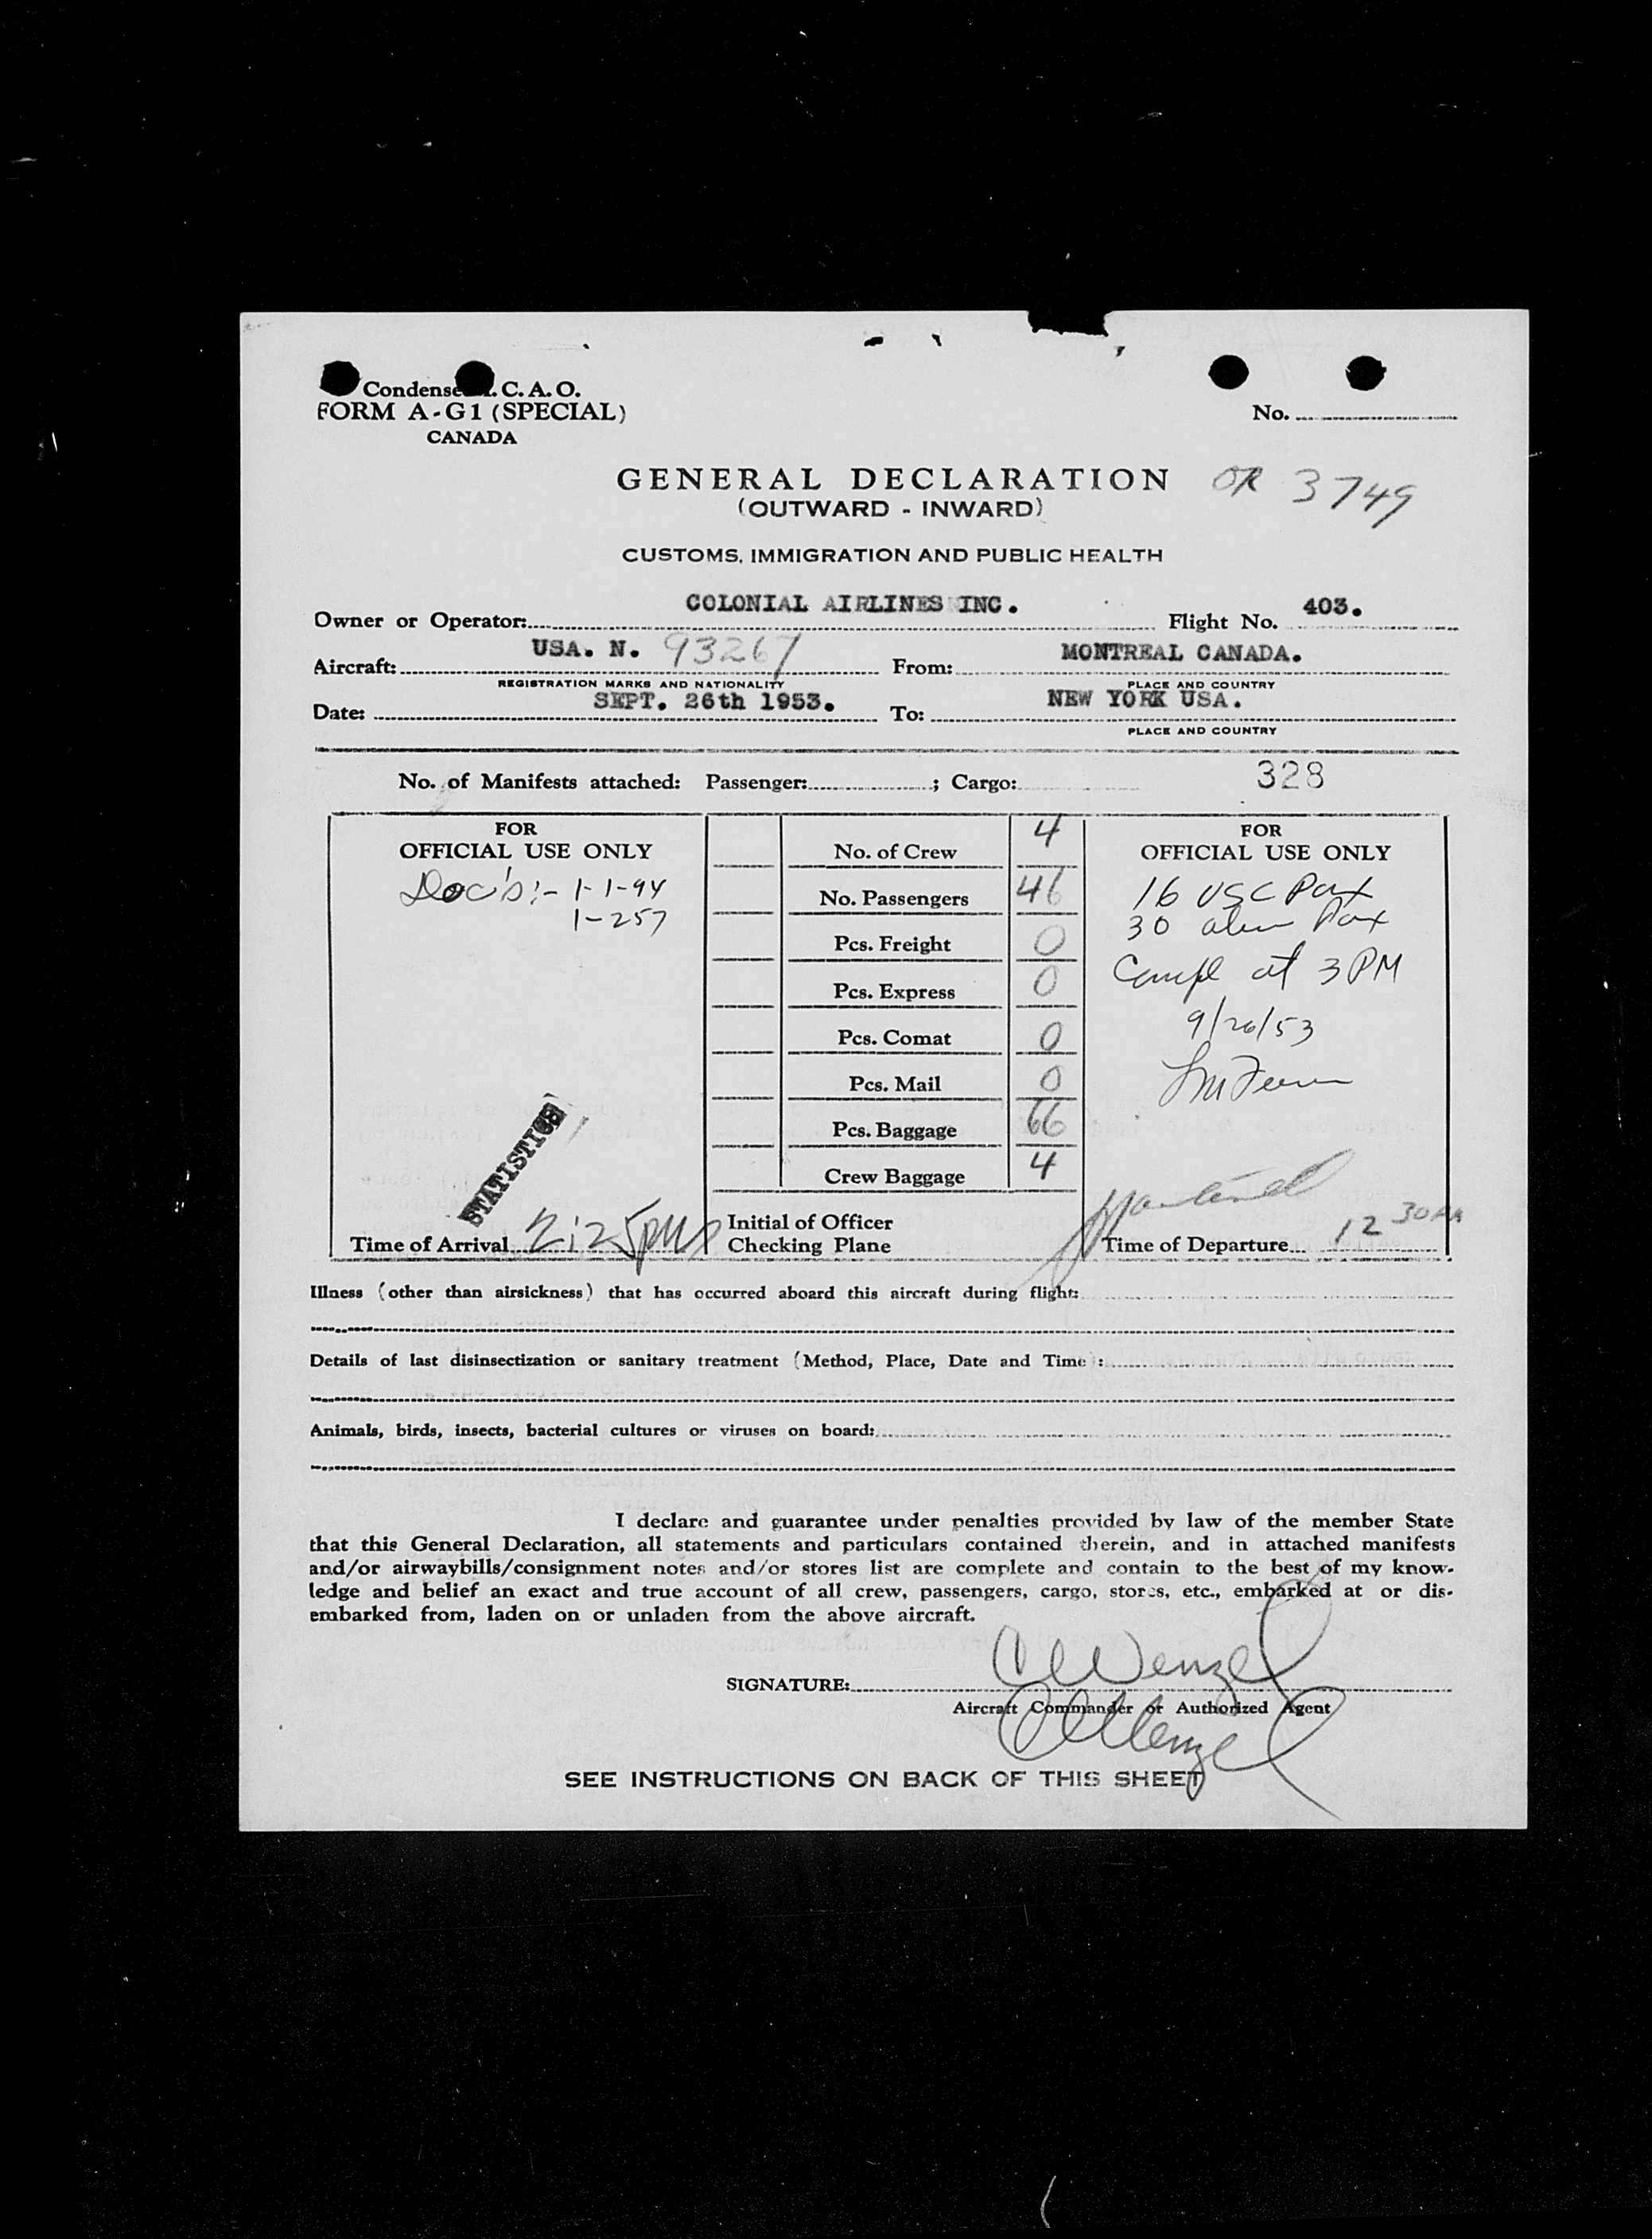 Condense . C. A. O.
FORM A-G1 (SPECIAL)
CANADA
No.
GENERAL DECLARATION
OR 3749
(OUTWARD - INWARD)
CUSTOMS, IMMIGRATION AND PUBLIC HEALTH
Owner or Operator: COLONIAL AIRLINES INC. Flight No. 403.
Aircraft: USA. N. 93267 From: MONTREAL CANADA.
REGISTRATION MARKS AND NATIONALITY PLACE AND COUNTRY
Date: SEPT. 26th 1953. To: NEW YORK USA.
PLACE AND COUNTRY
No. of Manifests attached: Passenger: ; Cargo: 328
FOR
OFFICIAL USE ONLY
Doc's:- 1-1-94
1-257
STATISTICS
Time of Arrival 2:25pm
No. of Crew 4
No. Passengers 46
Pcs. Freight 0
Pcs. Express 0
Pcs. Comat 0
Pcs. Mail 0
Pcs. Baggage 66
Crew Baggage 4
Initial of Officer
Checking Plane
FOR
OFFICIAL USE ONLY
16 USC Pax
30 alien Pax
Compl at 3 PM
9/26/53
Time of Departure 12 30
Illness (other than airsickness) that has occurred aboard this aircraft during flight:
Details of last disinsectization or sanitary treatment (Method, Place, Date and Time):
Animals, birds, insects, bacterial cultures or viruses on board:
I declare and guarantee under penalties provided by law of the member State
that this General Declaration, all statements and particulars contained therein, and in attached manifests
and/or airwaybills/consignment notes and/or stores list are complete and contain to the best of my know-
ledge and belief an exact and true account of all crew, passengers, cargo, stores, etc., embarked at or dis-
embarked from, laden on or unladen from the above aircraft.
SIGNATURE: C W Wenzel
Aircraft Commander or Authorized Agent
SEE INSTRUCTIONS ON BACK OF THIS SHEET